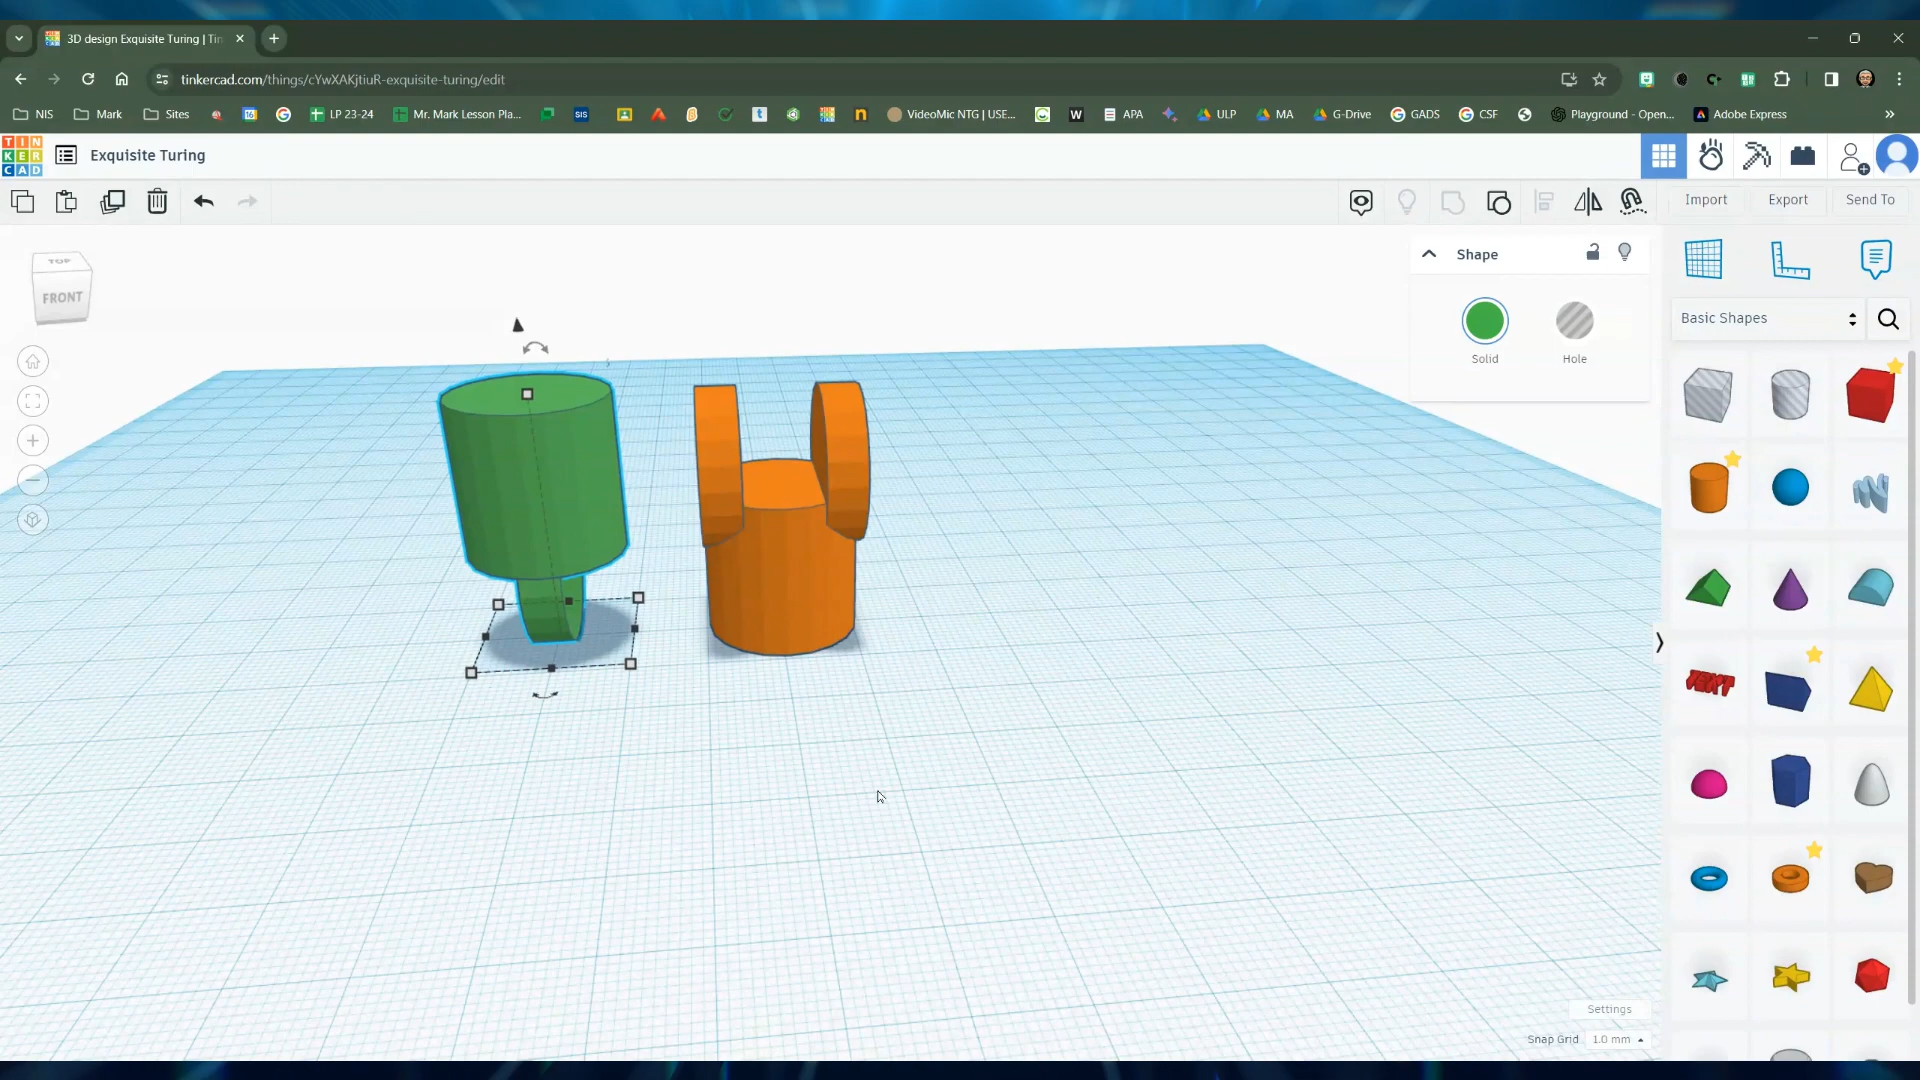 3D design Exquisite Turing | Tin
tinkercad.com/things/cYwXAKjtiuR-exquisite-turing/edit
NIS
Mark
Sites
16
LP 23-24
Mr. Mark Lesson Pla...
SIS
t
n
VideoMic NTG | USE...
W
APA
ULP
MA
G-Drive
GADS
CSF
Playground - Open...
Adobe Express
TIN
KER
CAD
Exquisite Turing
Import
Export
Send To
TOP
FRONT
Shape
Solid
Hole
Basic Shapes
TEXT
Settings
Snap Grid
1.0 mm